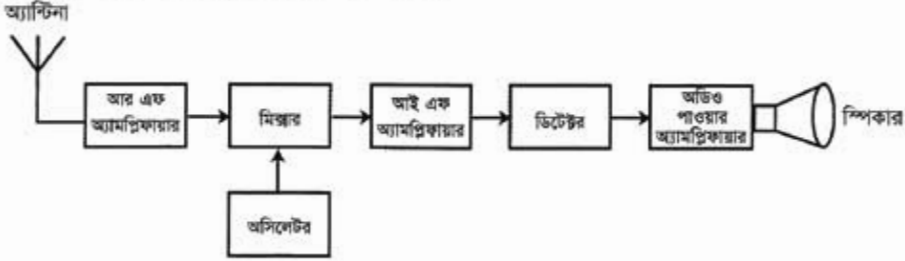 অ্যান্টিনা
আর এফ
অ্যামপ্লিফায়ার
মিক্সার
আই এফ
অ্যামপ্লিফায়ার
ডিটেক্টর
অডিও
পাওয়ার
অ্যামপ্লিফায়ার
স্পিকার
অসিলেটর